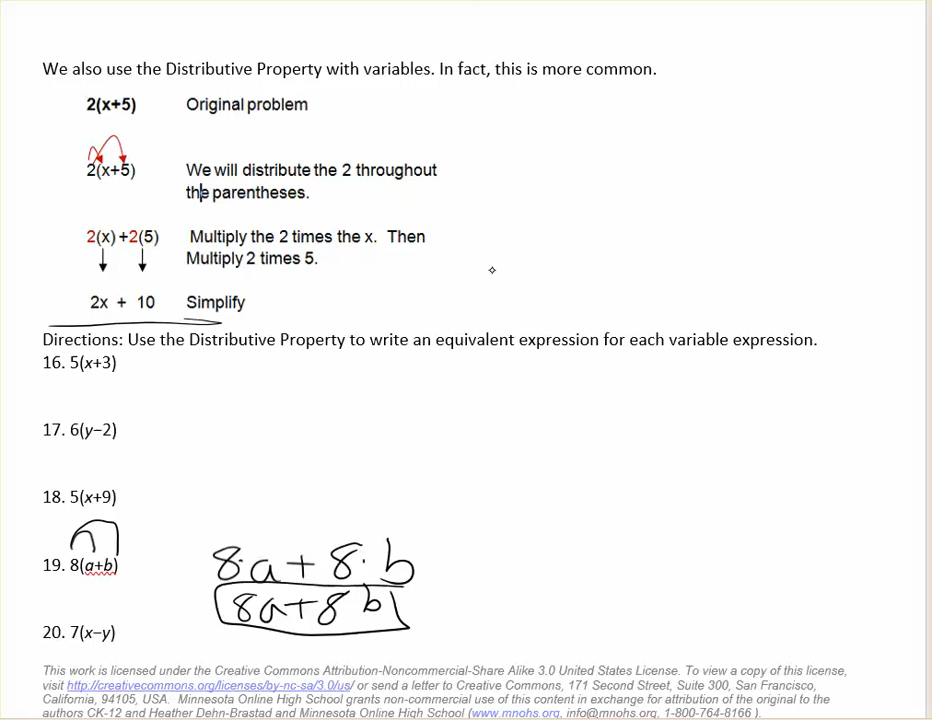 We also use the Distributive Property with variables. In fact, this is more common.
2(x+5) Original problem
2(x+5) We will distribute the 2 throughout
the parentheses.
2(x)+2(5) Multiply the 2 times the x. Then
Multiply 2 times 5.
2x + 10 Simplify
Directions: Use the Distributive Property to write an equivalent expression for each variable expression.
16. 5(x+3)
17. 6(y−2)
18. 5(x+9)
19. 8(a+b) 8·a+8·b
8a+8b
20. 7(x−y)
This work is licensed under the Creative Commons Attribution-Noncommercial-Share Alike 3.0 United States License. To view a copy of this license,
visit http://creativecommons.org/licenses/by-nc-sa/3.0/us/ or send a letter to Creative Commons, 171 Second Street, Suite 300, San Francisco,
California, 94105, USA. Minnesota Online High School grants non-commercial use of this content in exchange for attribution of the original to the
authors CK-12 and Heather Dehn-Brastad and Minnesota Online High School (www.mnohs.org, info@mnohs.org, 1-800-764-8166 ).